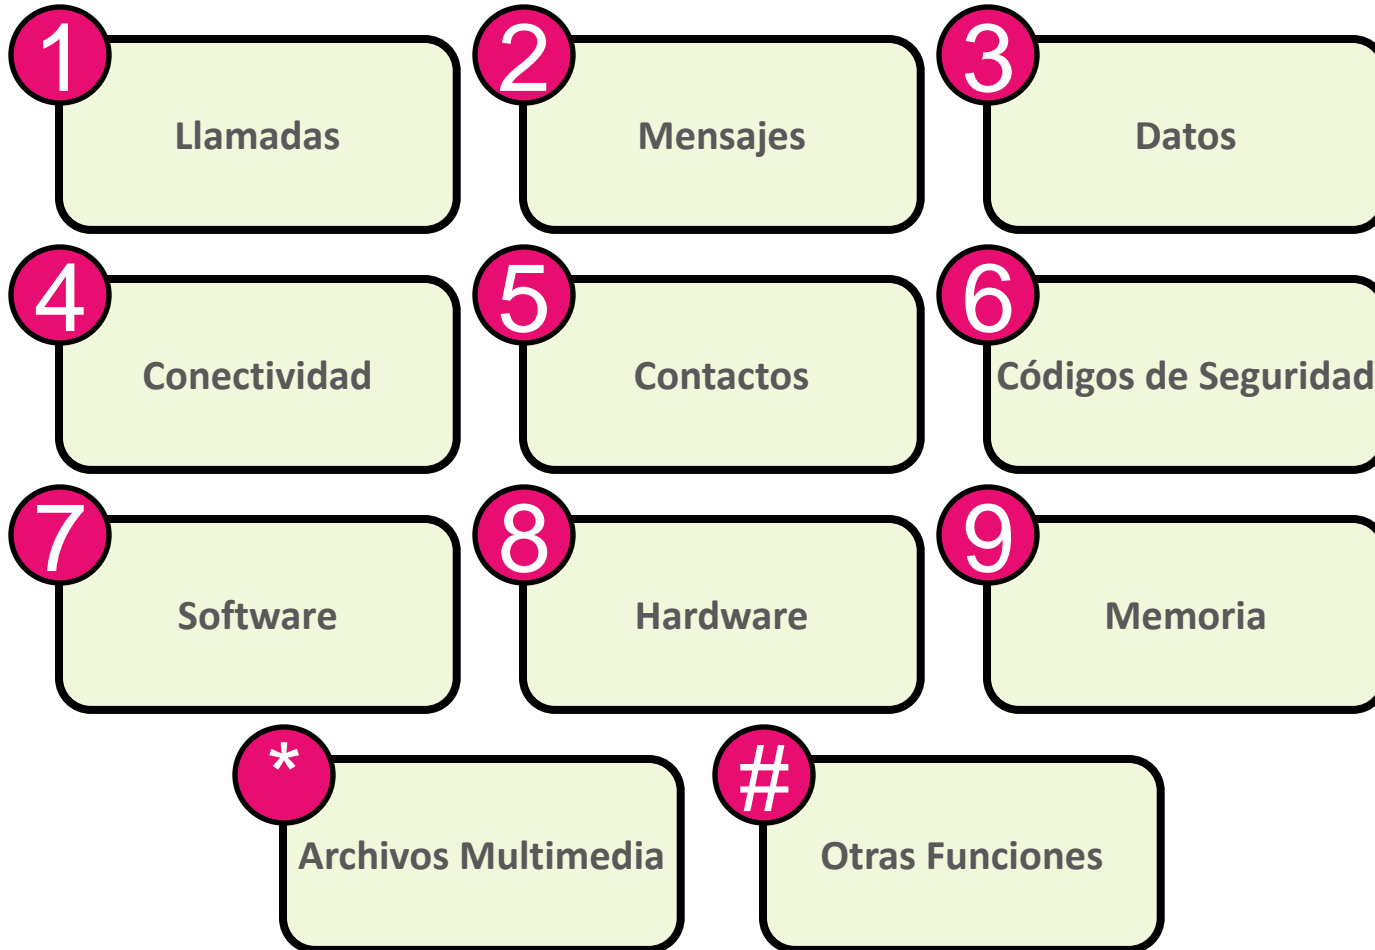 1
Llamadas
2
Mensajes
3
Datos
4
Conectividad
5
Contactos
6
Códigos de Seguridad
7
Software
8
Hardware
9
Memoria
*
Archivos Multimedia
#
Otras Funciones